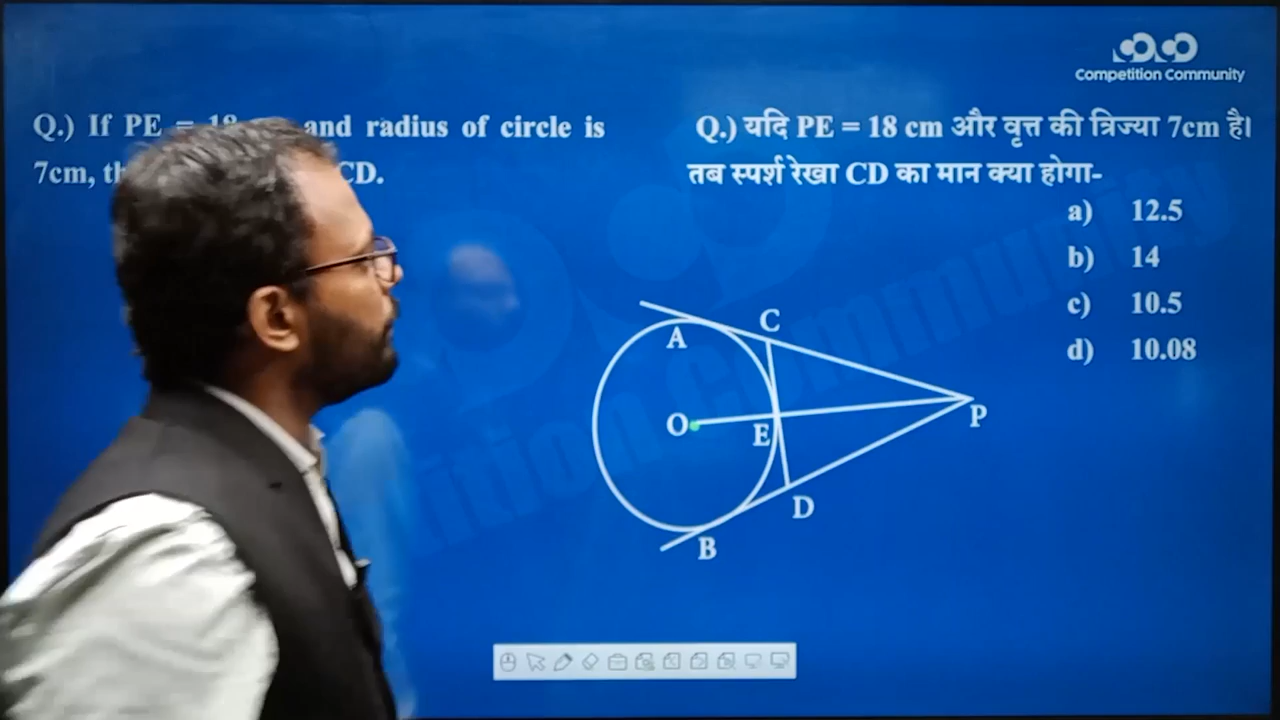 Competition Community
Q.) If PE = 18 and radius of circle is
7cm, CD.
Q.) यदि PE = 18 cm और वृत्त की त्रिज्या 7cm है।
तब स्पर्श रेखा CD का मान क्या होगा-
a) 12.5
b) 14
c) 10.5
d) 10.08
A
C
O
E
P
D
B